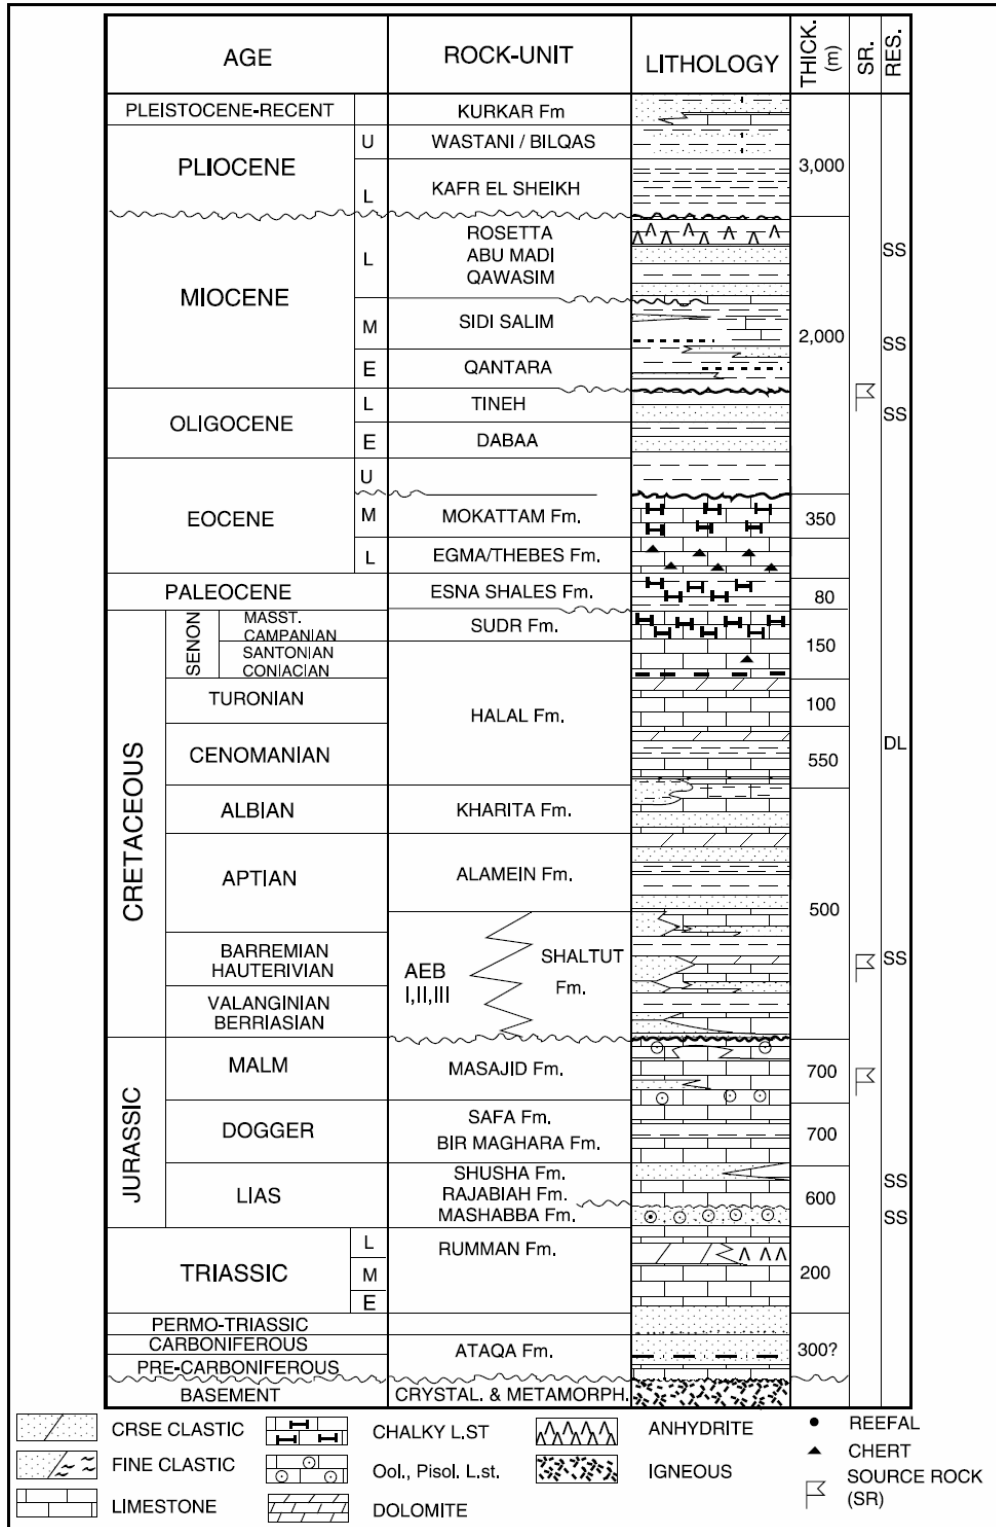 AGE ROCK-UNIT LITHOLOGY THICK. (m) SR. RES.
PLEISTOCENE-RECENT KURKAR Fm
PLIOCENE U WASTANI / BILQAS 3,000
L KAFR EL SHEIKH
MIOCENE L ROSETTA
ABU MADI SS
QAWASIM
M SIDI SALIM 2,000 SS
E QANTARA
OLIGOCENE L TINEH SS
E DABAA
EOCENE U
M MOKATTAM Fm. 350
L EGMA/THEBES Fm.
PALEOCENE ESNA SHALES Fm. 80
CRETACEOUS
SENON
MASST.
CAMPANIAN
SUDR Fm.
150
SANTONIAN
CONIACIAN
TURONIAN 100
HALAL Fm.
CENOMANIAN 550 DL
ALBIAN KHARITA Fm.
APTIAN ALAMEIN Fm.
500
BARREMIAN
HAUTERIVIAN
AEB
I,II,III
SHALTUT
Fm.
SS
VALANGINIAN
BERRIASIAN
JURASSIC
MALM MASAJID Fm. 700
DOGGER SAFA Fm.
BIR MAGHARA Fm. 700
LIAS SHUSHA Fm. SS
RAJABIAH Fm. 600
MASHABBA Fm. SS
TRIASSIC L RUMMAN Fm.
M 200
E
PERMO-TRIASSIC
CARBONIFEROUS ATAQA Fm. 300?
PRE-CARBONIFEROUS
BASEMENT CRYSTAL. & METAMORPH.
CRSE CLASTIC CHALKY L.ST ANHYDRITE REEFAL
FINE CLASTIC Ool., Pisol. L.st. IGNEOUS CHERT
LIMESTONE DOLOMITE SOURCE ROCK
(SR)